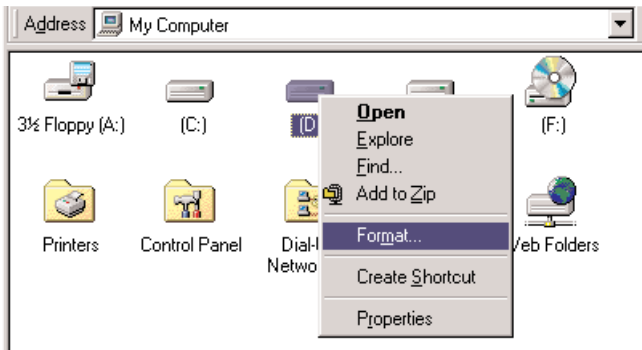 Address My Computer
3½ Floppy (A:)
(C:)
(D
(F:)
Open
Explore
Find...
Add to Zip
Format...
Create Shortcut
Properties
Printers
Control Panel
Dial-U
Netwo
Web Folders